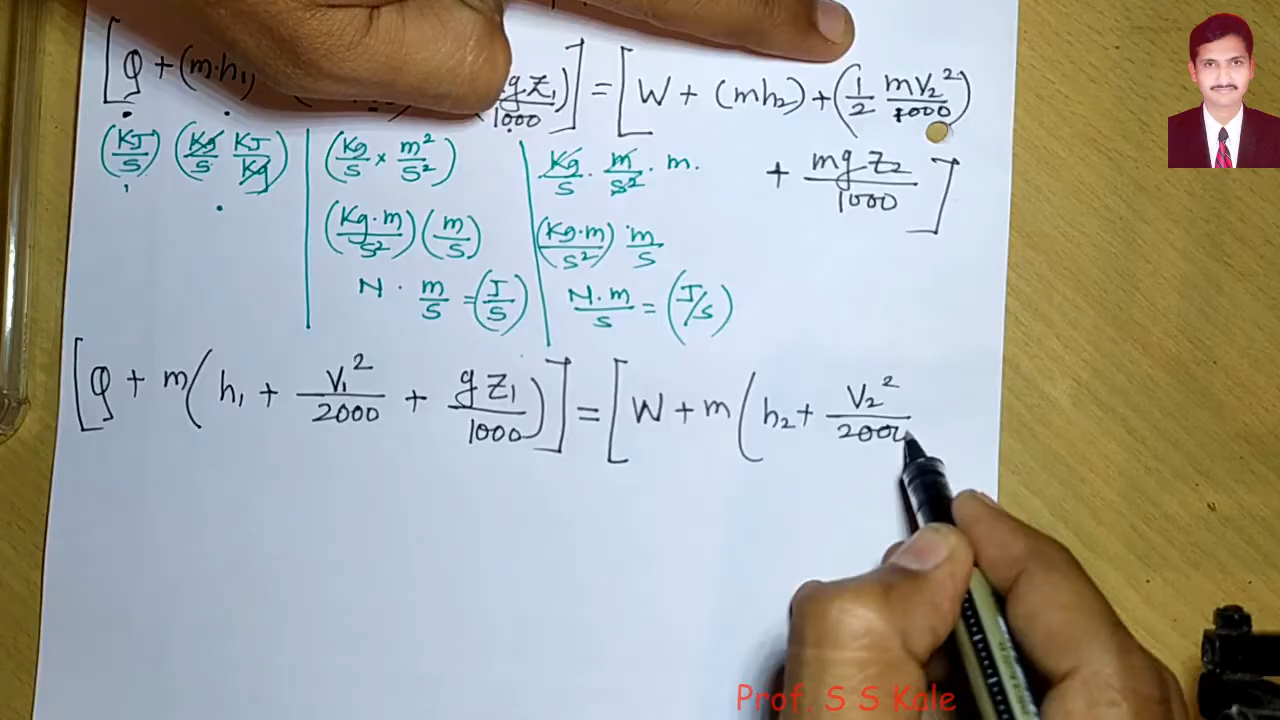 [Q + (m·h₁ gz₁/1000)] = [W + (mh₂) + (1/2 mv₂²/1000)
+ mgz₂/1000]
(KJ/S) (Kg/S KJ/Kg) (Kg/S × m²/S²) Kg/S · m/S² · m.
(Kg·m/S²) (m/S) (Kg·m/S²) m/S
N · m/S = (J/S) N·m/S = (J/S)
[Q + m(h₁ + V₁²/2000 + gz₁/1000)] = [W + m(h₂ + V₂²/2000
Prof. S S Kale